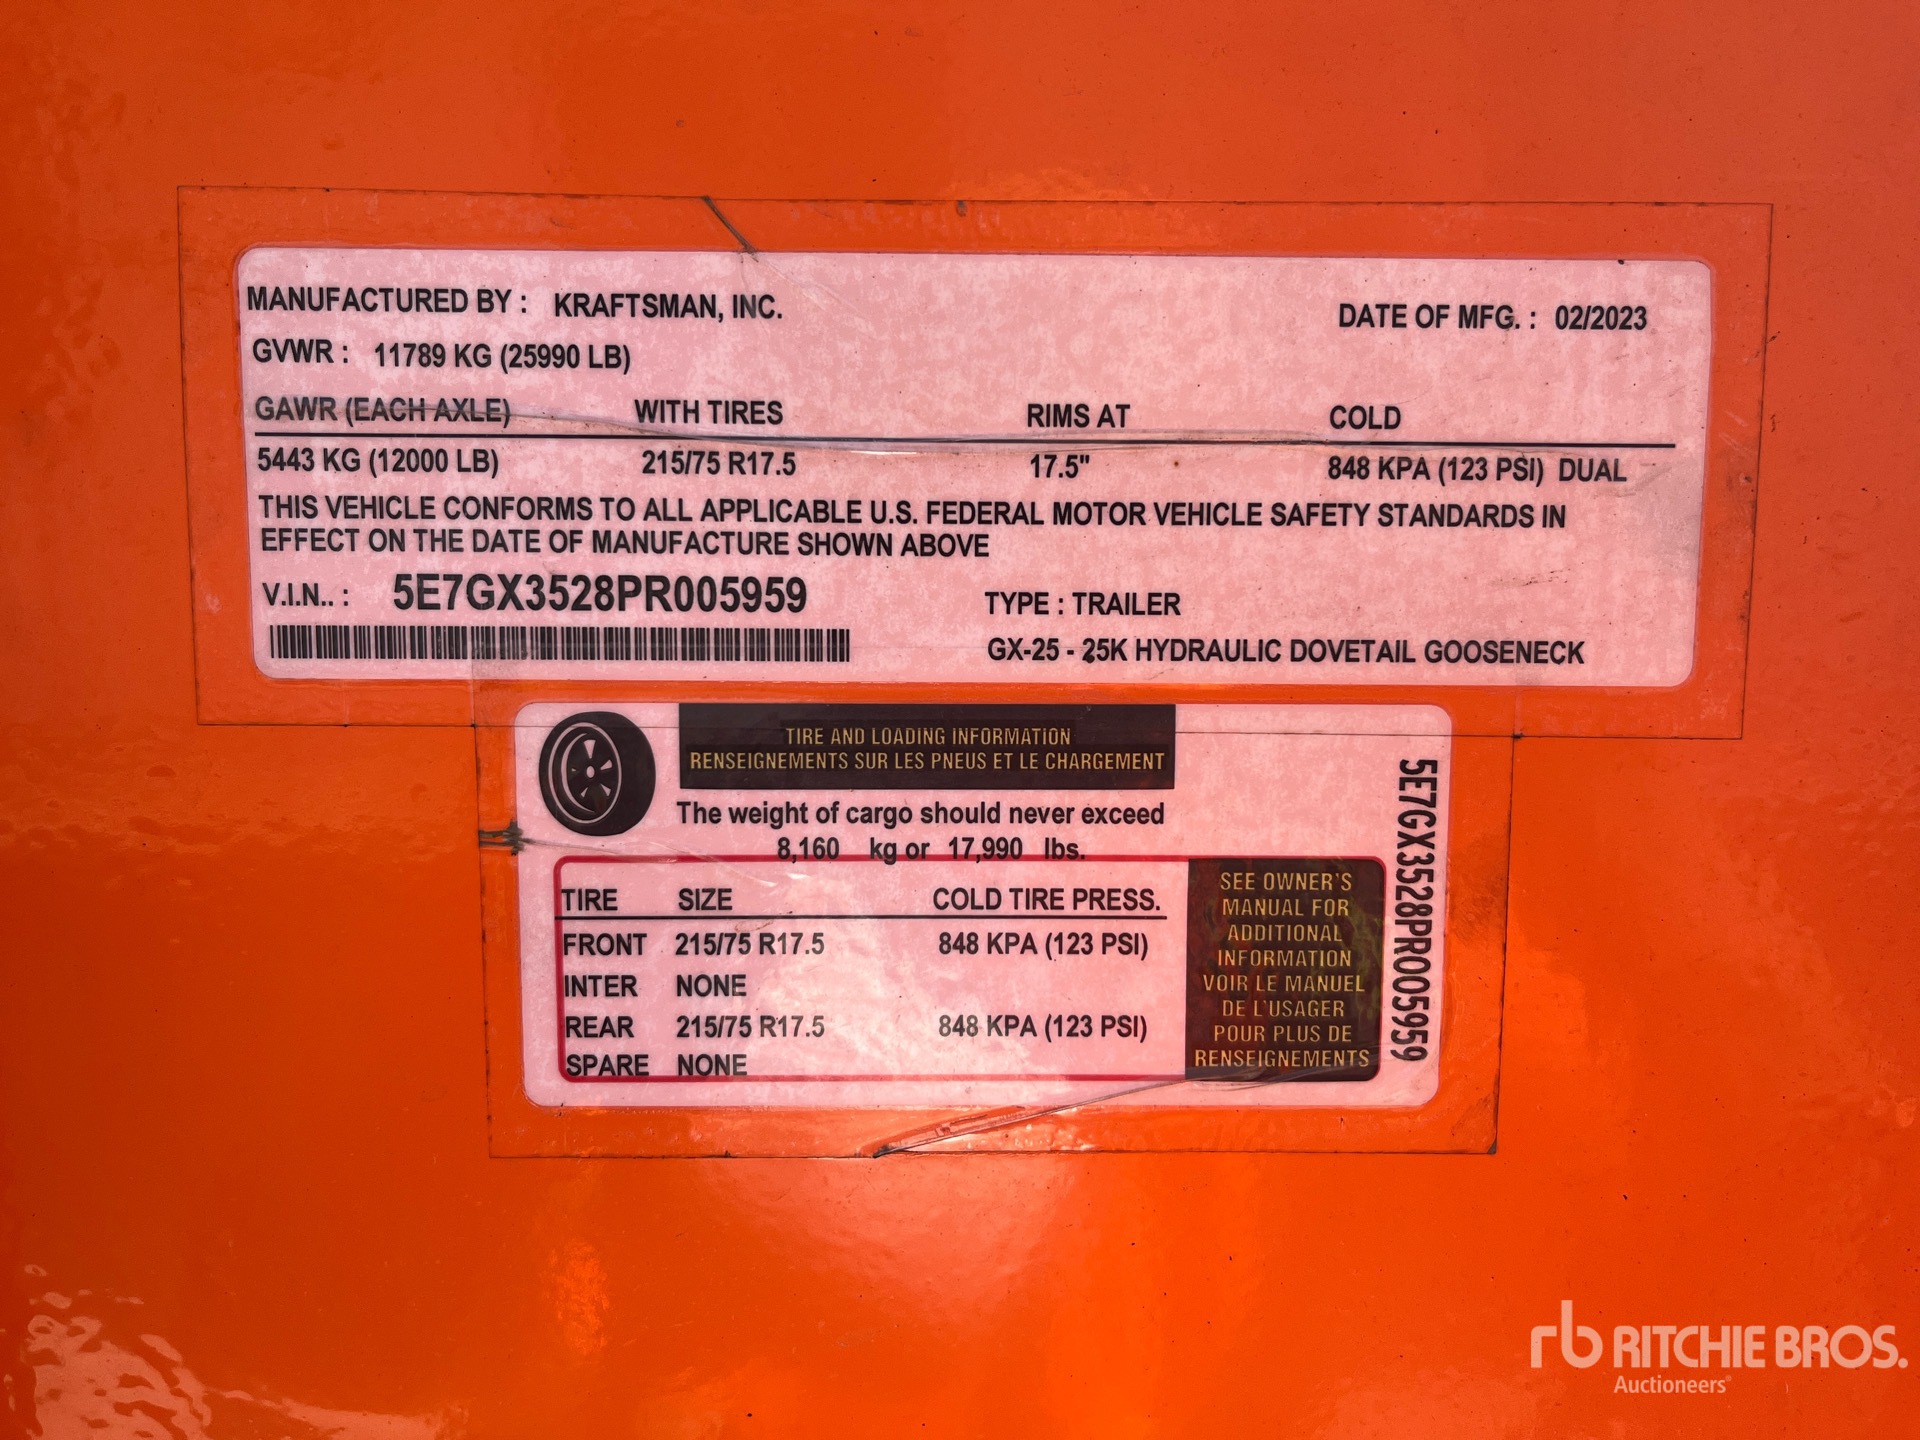 MANUFACTURED BY : KRAFTSMAN, INC. DATE OF MFG. : 02/2023
GVWR : 11789 KG (25990 LB)
GAWR (EACH AXLE) WITH TIRES RIMS AT COLD
5443 KG (12000 LB) 215/75 R17.5 17.5" 848 KPA (123 PSI) DUAL
THIS VEHICLE CONFORMS TO ALL APPLICABLE U.S. FEDERAL MOTOR VEHICLE SAFETY STANDARDS IN
EFFECT ON THE DATE OF MANUFACTURE SHOWN ABOVE
V.I.N.. : 5E7GX3528PR005959 TYPE : TRAILER
GX-25 - 25K HYDRAULIC DOVETAIL GOOSENECK
TIRE AND LOADING INFORMATION
RENSEIGNEMENTS SUR LES PNEUS ET LE CHARGEMENT
The weight of cargo should never exceed
8,160 kg or 17,990 lbs.
TIRE SIZE COLD TIRE PRESS.
FRONT 215/75 R17.5 848 KPA (123 PSI)
INTER NONE
REAR 215/75 R17.5 848 KPA (123 PSI)
SPARE NONE
SEE OWNER'S
MANUAL FOR
ADDITIONAL
INFORMATION
VOIR LE MANUEL
DE L'USAGER
POUR PLUS DE
RENSEIGNEMENTS
5E7GX3528PR005959
rb RITCHIE BROS.
Auctioneers